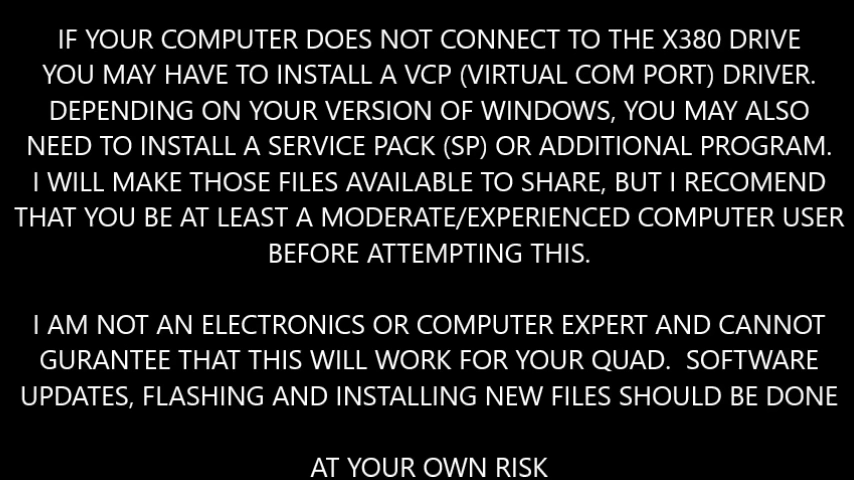 IF YOUR COMPUTER DOES NOT CONNECT TO THE X380 DRIVE
YOU MAY HAVE TO INSTALL A VCP (VIRTUAL COM PORT) DRIVER.
DEPENDING ON YOUR VERSION OF WINDOWS, YOU MAY ALSO
NEED TO INSTALL A SERVICE PACK (SP) OR ADDITIONAL PROGRAM.
I WILL MAKE THOSE FILES AVAILABLE TO SHARE, BUT I RECOMEND
THAT YOU BE AT LEAST A MODERATE/EXPERIENCED COMPUTER USER
BEFORE ATTEMPTING THIS.
I AM NOT AN ELECTRONICS OR COMPUTER EXPERT AND CANNOT
GURANTEE THAT THIS WILL WORK FOR YOUR QUAD.  SOFTWARE
UPDATES, FLASHING AND INSTALLING NEW FILES SHOULD BE DONE
AT YOUR OWN RISK